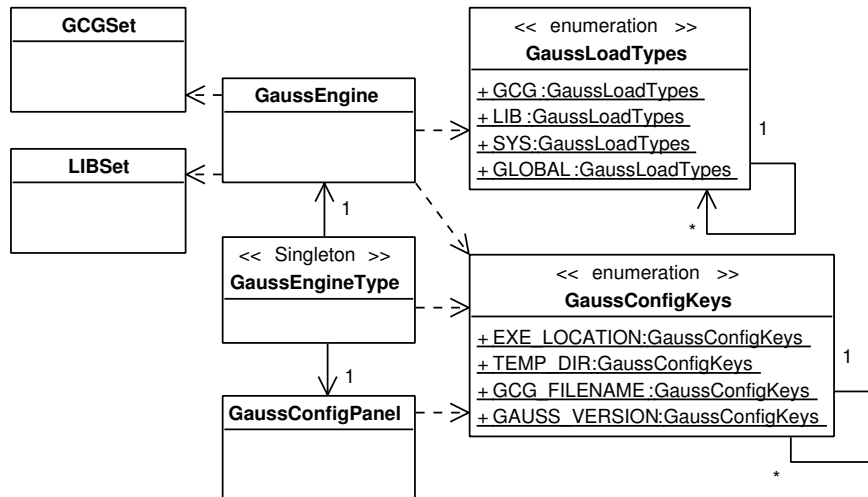 GCGSet
LIBSet
GaussEngine
1
<< Singleton >>
GaussEngineType
1
GaussConfigPanel
<< enumeration >>
GaussLoadTypes
+ GCG :GaussLoadTypes
+ LIB :GaussLoadTypes
+ SYS :GaussLoadTypes
+ GLOBAL :GaussLoadTypes
1
*
<< enumeration >>
GaussConfigKeys
+ EXE_LOCATION:GaussConfigKeys
+ TEMP_DIR:GaussConfigKeys
+ GCG_FILENAME :GaussConfigKeys
+ GAUSS_VERSION:GaussConfigKeys
1
*